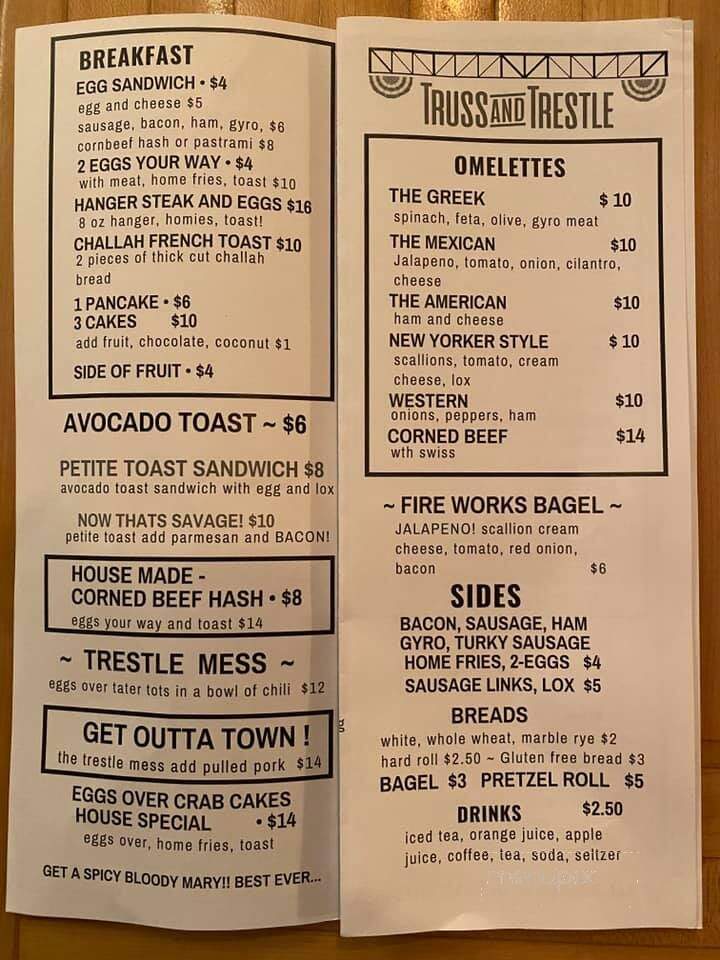 BREAKFAST
EGG SANDWICH • $4
egg and cheese $5
sausage, bacon, ham, gyro, $6
cornbeef hash or pastrami $8
2 EGGS YOUR WAY • $4
with meat, home fries, toast $10
HANGER STEAK AND EGGS $16
8 oz hanger, homies, toast!
CHALLAH FRENCH TOAST $10
2 pieces of thick cut challah
bread
1 PANCAKE • $6
3 CAKES $10
add fruit, chocolate, coconut $1
SIDE OF FRUIT • $4
AVOCADO TOAST ~ $6
PETITE TOAST SANDWICH $8
avocado toast sandwich with egg and lox
NOW THATS SAVAGE! $10
petite toast add parmesan and BACON!
HOUSE MADE -
CORNED BEEF HASH • $8
eggs your way and toast $14
~ TRESTLE MESS ~
eggs over tater tots in a bowl of chili $12
GET OUTTA TOWN !
the trestle mess add pulled pork $14
EGGS OVER CRAB CAKES
HOUSE SPECIAL • $14
eggs over, home fries, toast
GET A SPICY BLOODY MARY!! BEST EVER...
TRUSS AND TRESTLE
OMELETTES
THE GREEK $ 10
spinach, feta, olive, gyro meat
THE MEXICAN $10
Jalapeno, tomato, onion, cilantro,
cheese
THE AMERICAN $10
ham and cheese
NEW YORKER STYLE $ 10
scallions, tomato, cream
cheese, lox
WESTERN $10
onions, peppers, ham
CORNED BEEF $14
wth swiss
~ FIRE WORKS BAGEL ~
JALAPENO! scallion cream
cheese, tomato, red onion,
bacon $6
SIDES
BACON, SAUSAGE, HAM
GYRO, TURKY SAUSAGE
HOME FRIES, 2-EGGS $4
SAUSAGE LINKS, LOX $5
BREADS
white, whole wheat, marble rye $2
hard roll $2.50 ~ Gluten free bread $3
BAGEL $3 PRETZEL ROLL $5
DRINKS $2.50
iced tea, orange juice, apple
juice, coffee, tea, soda, seltzer